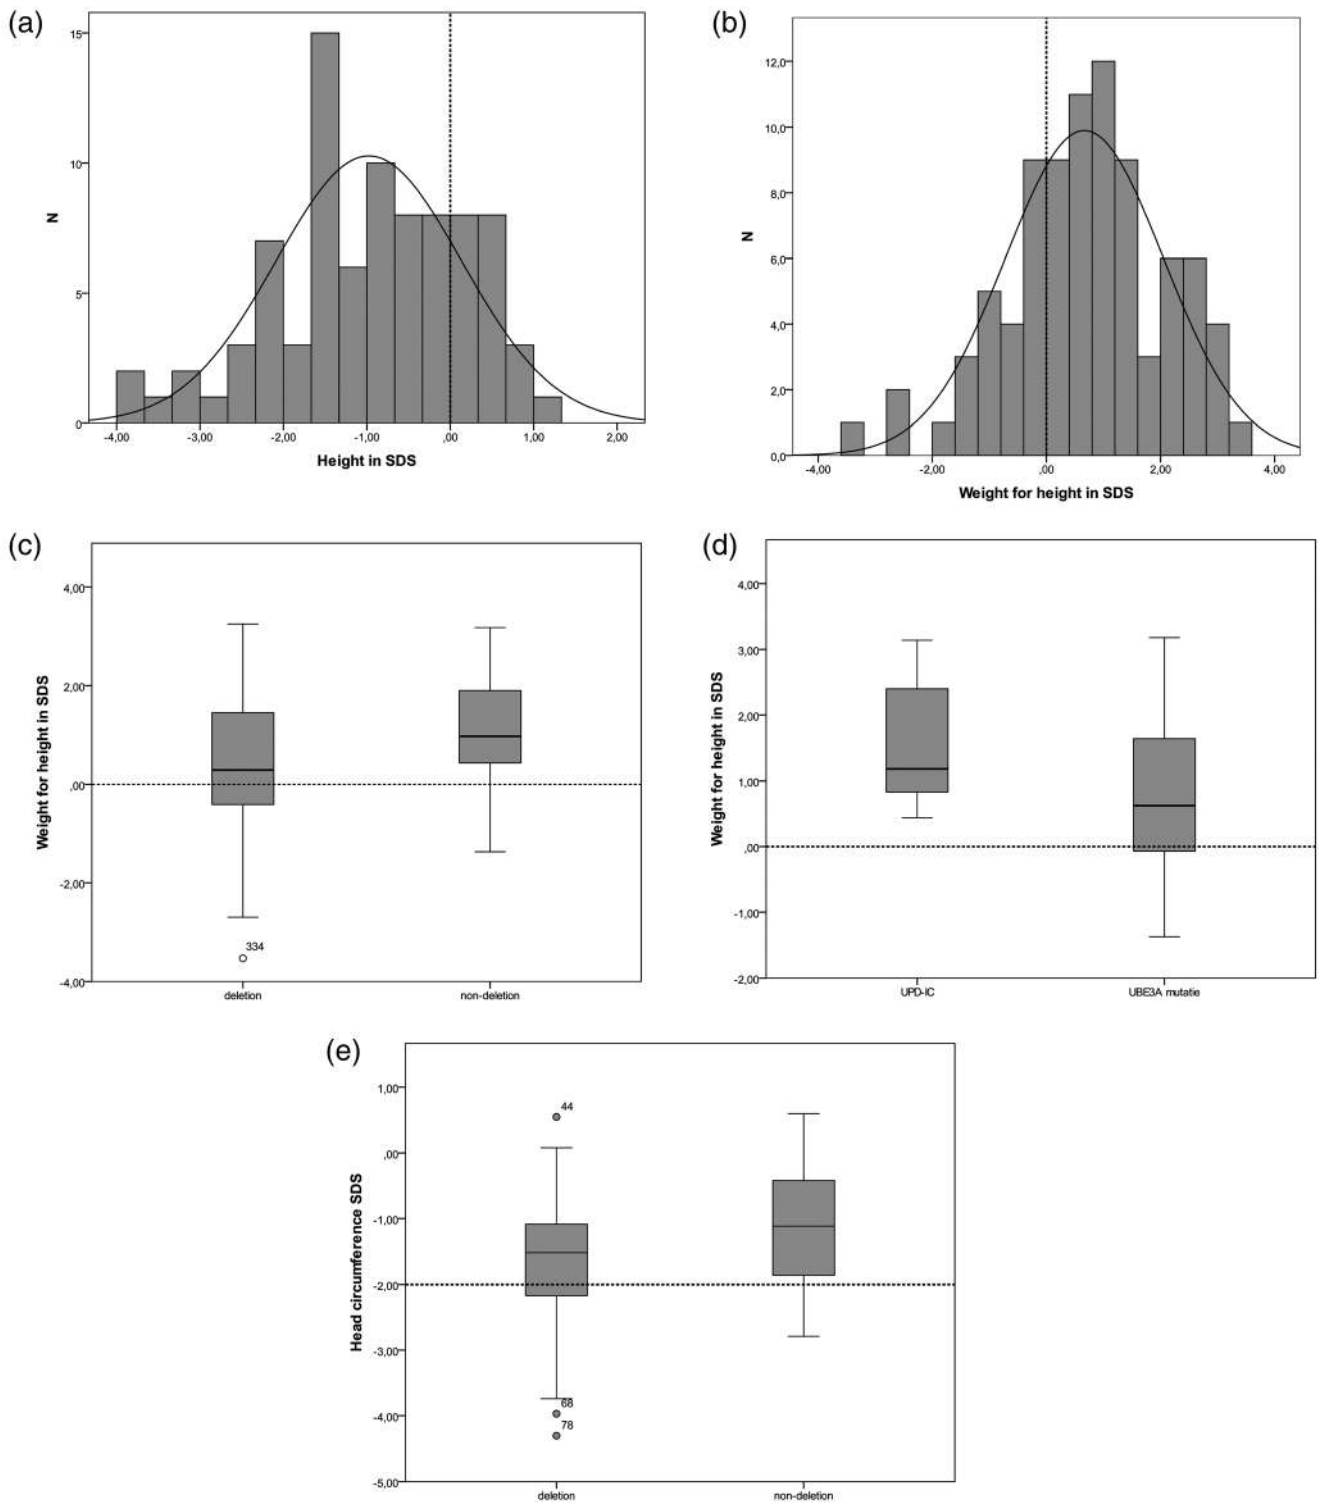 (a)
15
10
5
0
N
-4,00 -3,00 -2,00 -1,00 ,00 1,00 2,00
Height in SDS
(b)
12,0
10,0
8,0
6,0
4,0
2,0
0,0
N
-4,00 -2,00 ,00 2,00 4,00
Weight for height in SDS
(c)
4,00
2,00
,00
-2,00
-4,00
Weight for height in SDS
334
deletion non-deletion
(d)
4,00
3,00
2,00
1,00
,00
-1,00
-2,00
Weight for height in SDS
UPD-IC UBE3A mutatie
(e)
1,00
,00
-1,00
-2,00
-3,00
-4,00
-5,00
Head circumference SDS
44
68
78
deletion non-deletion